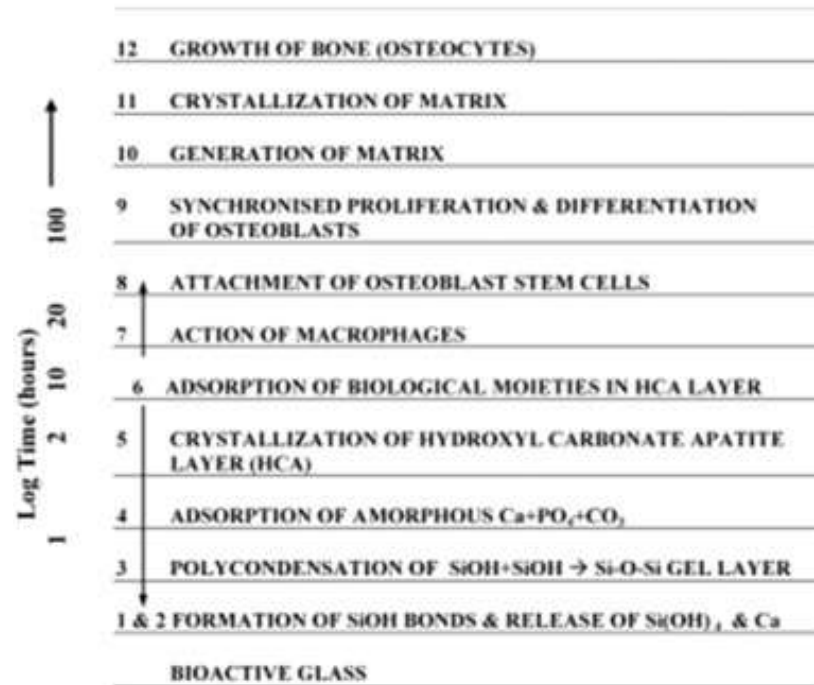 12 GROWTH OF BONE (OSTEOCYTES)
11 CRYSTALLIZATION OF MATRIX
10 GENERATION OF MATRIX
9 SYNCHRONISED PROLIFERATION & DIFFERENTIATION
OF OSTEOBLASTS
8 ATTACHMENT OF OSTEOBLAST STEM CELLS
7 ACTION OF MACROPHAGES
6 ADSORPTION OF BIOLOGICAL MOIETIES IN HCA LAYER
5 CRYSTALLIZATION OF HYDROXYL CARBONATE APATITE
LAYER (HCA)
4 ADSORPTION OF AMORPHOUS Ca+PO₄+CO₃
3 POLYCONDENSATION OF SiOH+SiOH → Si-O-Si GEL LAYER
1 & 2 FORMATION OF SiOH BONDS & RELEASE OF Si(OH)₄ & Ca
BIOACTIVE GLASS
Log Time (hours)
1 2 10 20 100